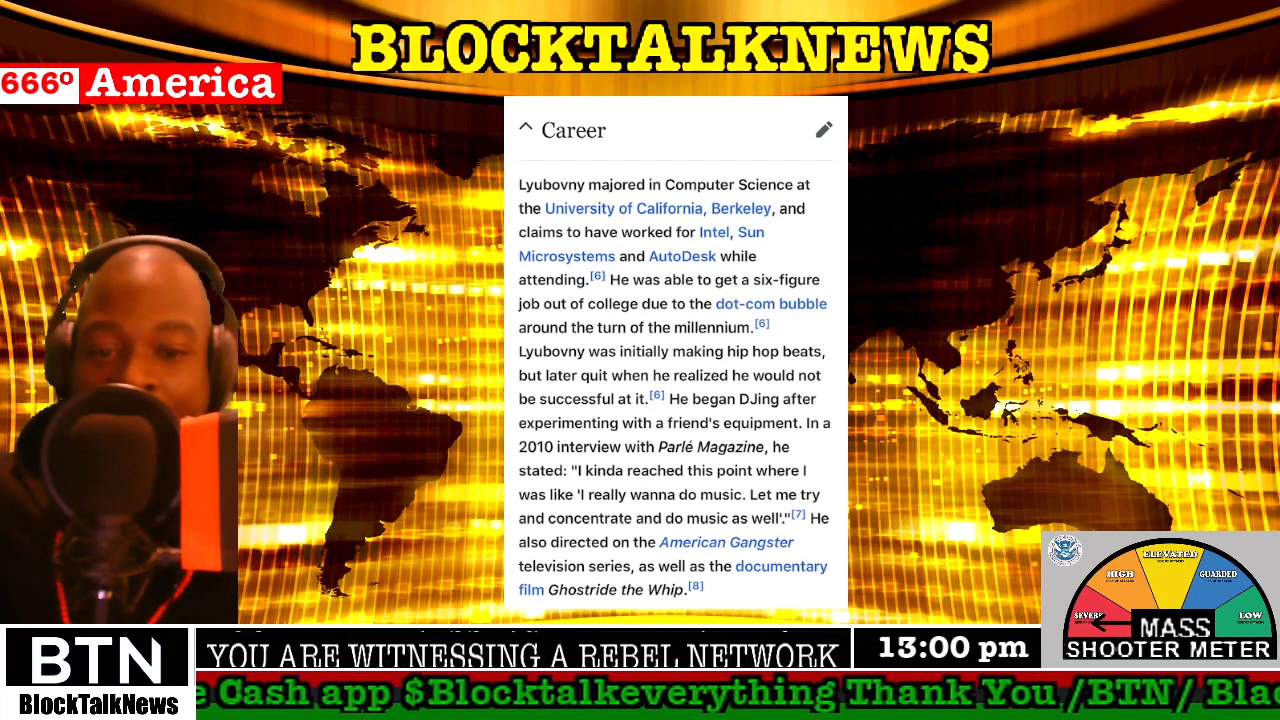 BLOCKTALKNEWS
666º America
Career
Lyubovny majored in Computer Science at
the University of California, Berkeley, and
claims to have worked for Intel, Sun
Microsystems and AutoDesk while
attending.[6] He was able to get a six-figure
job out of college due to the dot-com bubble
around the turn of the millennium.[6]
Lyubovny was initially making hip hop beats,
but later quit when he realized he would not
be successful at it.[6] He began DJing after
experimenting with a friend's equipment. In a
2010 interview with Parlé Magazine, he
stated: "I kinda reached this point where I
was like 'I really wanna do music. Let me try
and concentrate and do music as well'."[7] He
also directed on the American Gangster
television series, as well as the documentary
film Ghostride the Whip.[8]
SEVERE
HIGH
ELEVATED
GUARDED
LOW
MASS
SHOOTER METER
BTN
BlockTalkNews
YOU ARE WITNESSING A REBEL NETWORK
13:00 pm
e Cash app $Blocktalkeverything Thank You /BTN/ Bla